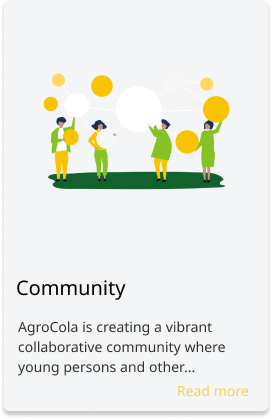 Community
AgroCola is creating a vibrant
collaborative community where
young persons and other...
Read more